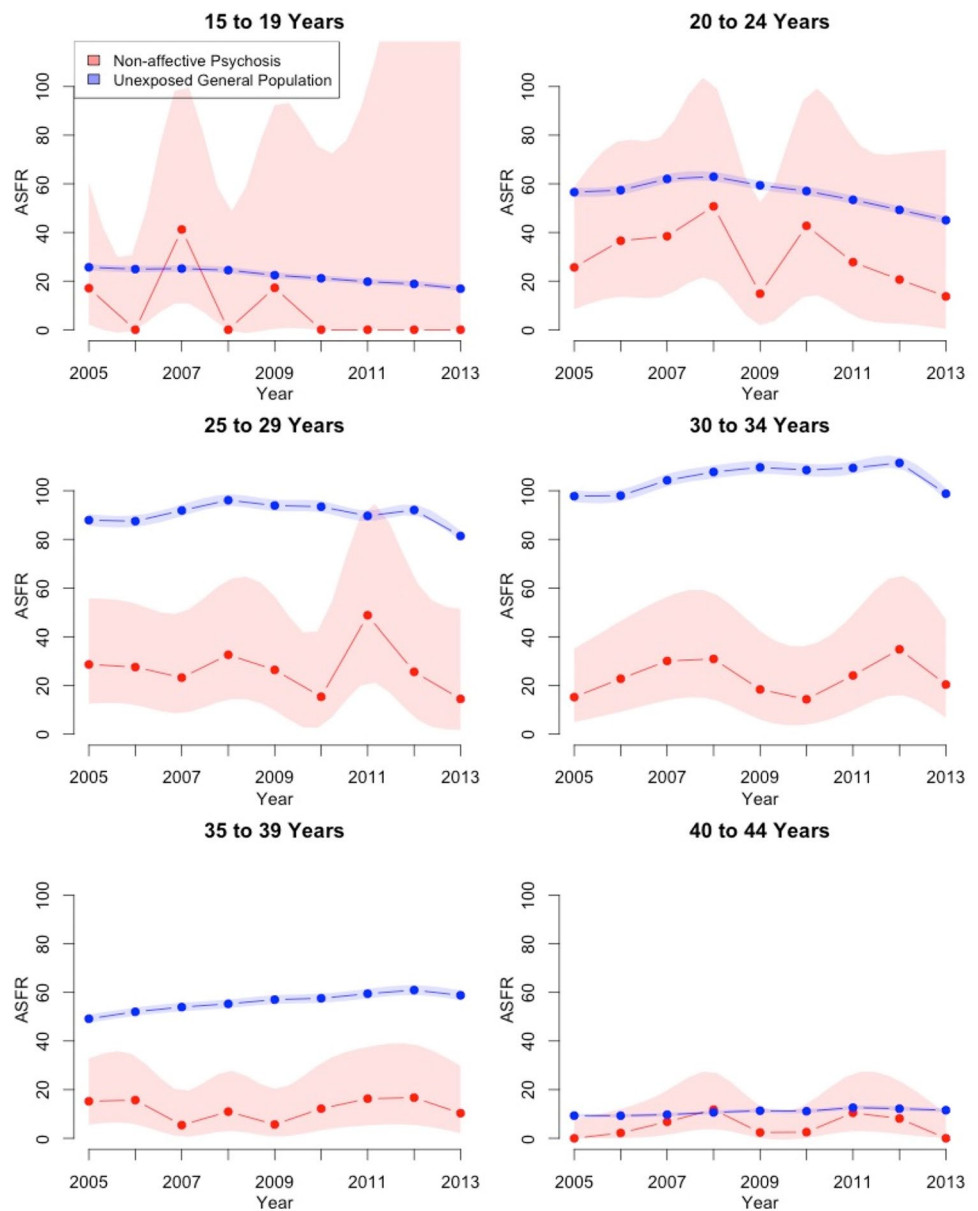 15 to 19 Years
Non-affective Psychosis
Unexposed General Population
ASFR
100
80
60
40
20
0
2005 2007 2009 2011 2013
Year
20 to 24 Years
ASFR
100
80
60
40
20
0
2005 2007 2009 2011 2013
Year
25 to 29 Years
ASFR
100
80
60
40
20
0
2005 2007 2009 2011 2013
Year
30 to 34 Years
ASFR
100
80
60
40
20
0
2005 2007 2009 2011 2013
Year
35 to 39 Years
ASFR
100
80
60
40
20
0
2005 2007 2009 2011 2013
Year
40 to 44 Years
ASFR
100
80
60
40
20
0
2005 2007 2009 2011 2013
Year